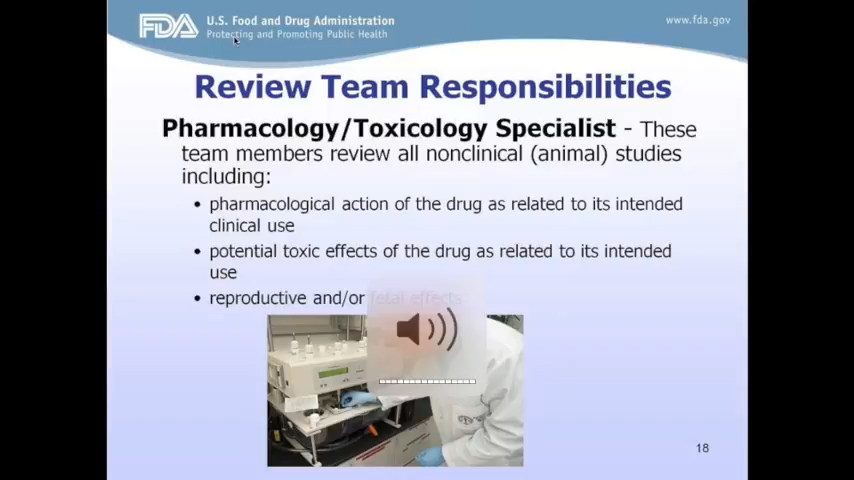 FDA U.S. Food and Drug Administration
Protecting and Promoting Public Health
www.fda.gov
Review Team Responsibilities
Pharmacology/Toxicology Specialist - These
team members review all nonclinical (animal) studies
including:
• pharmacological action of the drug as related to its intended
clinical use
• potential toxic effects of the drug as related to its intended
use
• reproductive and/or fetal effects
18